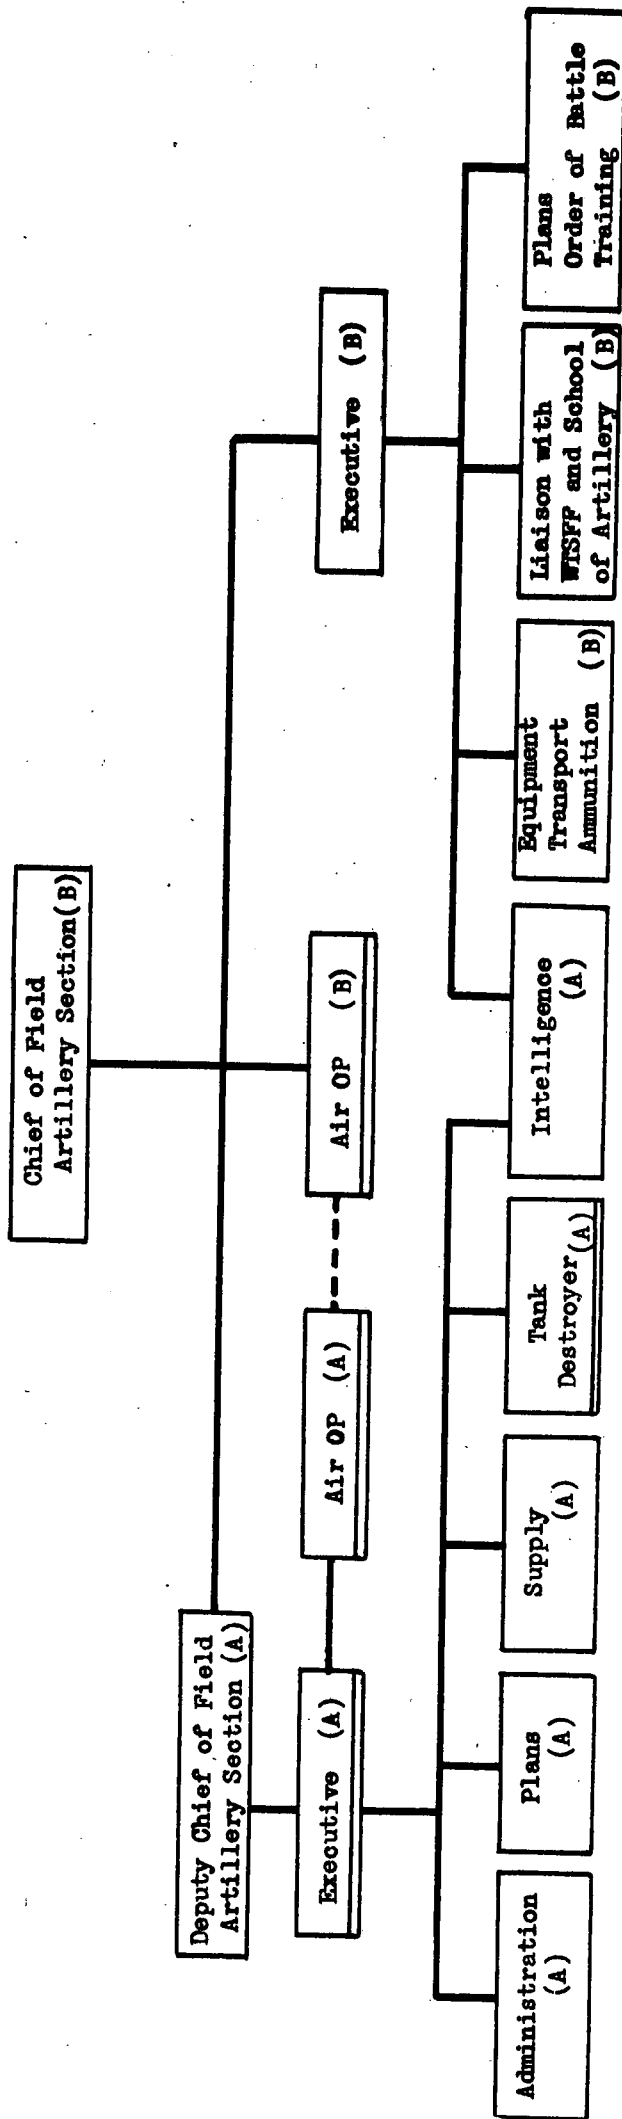 Chief of Field
Artillery Section(B)
Deputy Chief of Field
Artillery Section (A)
Executive (A)
Air OP (A)
Air OP (B)
Executive (B)
Administration
(A)
Plans
(A)
Supply
(A)
Tank
Destroyer(A)
Intelligence
(A)
Equipment
Transport
Ammunition (B)
Liaison with
WTSFF and School
of Artillery (B)
Plans
Order of Battle
Training (B)